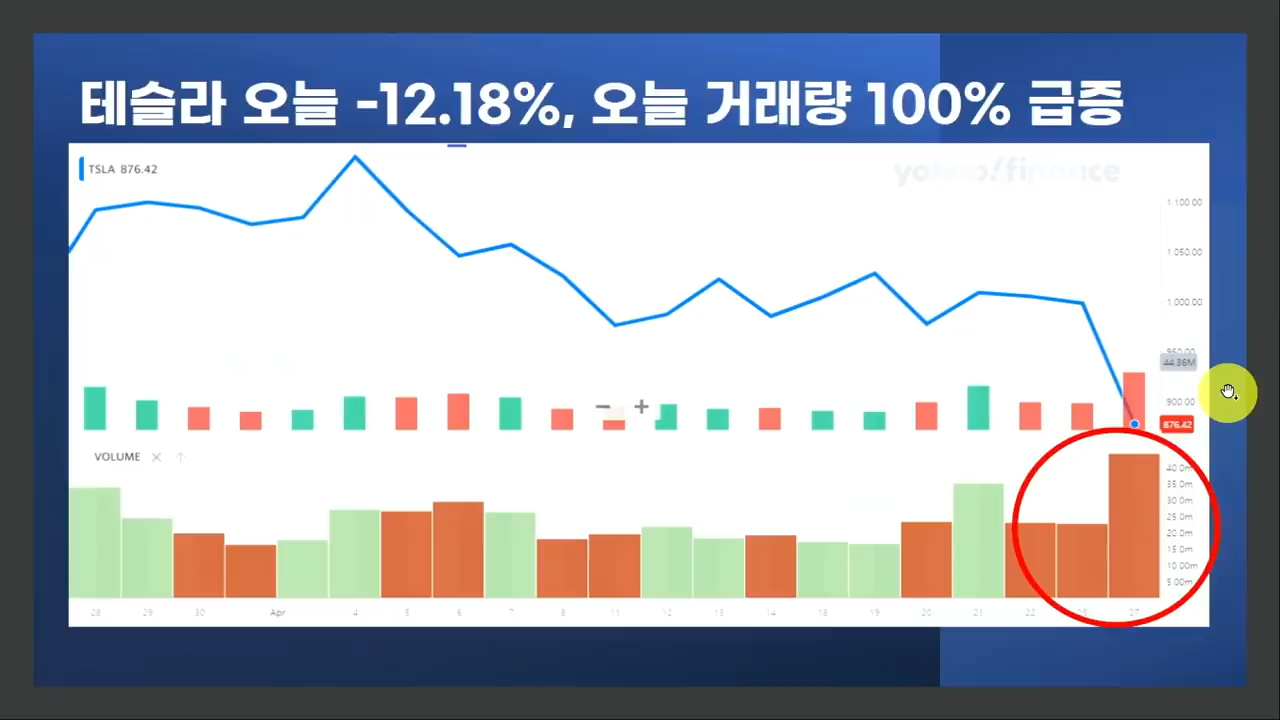 테슬라 오늘 -12.18%, 오늘 거래량 100% 급증
TSLA 876.42
yahoo!finance
1,100.00
1,050.00
1,000.00
950.00
44.36M
900.00
876.42
VOLUME
40.0m
35.0m
30.0m
25.0m
20.0m
15.0m
10.00m
5.00m
28 29 30 Apr 4 5 6 7 8 11 12 13 14 18 19 20 21 22 25 27